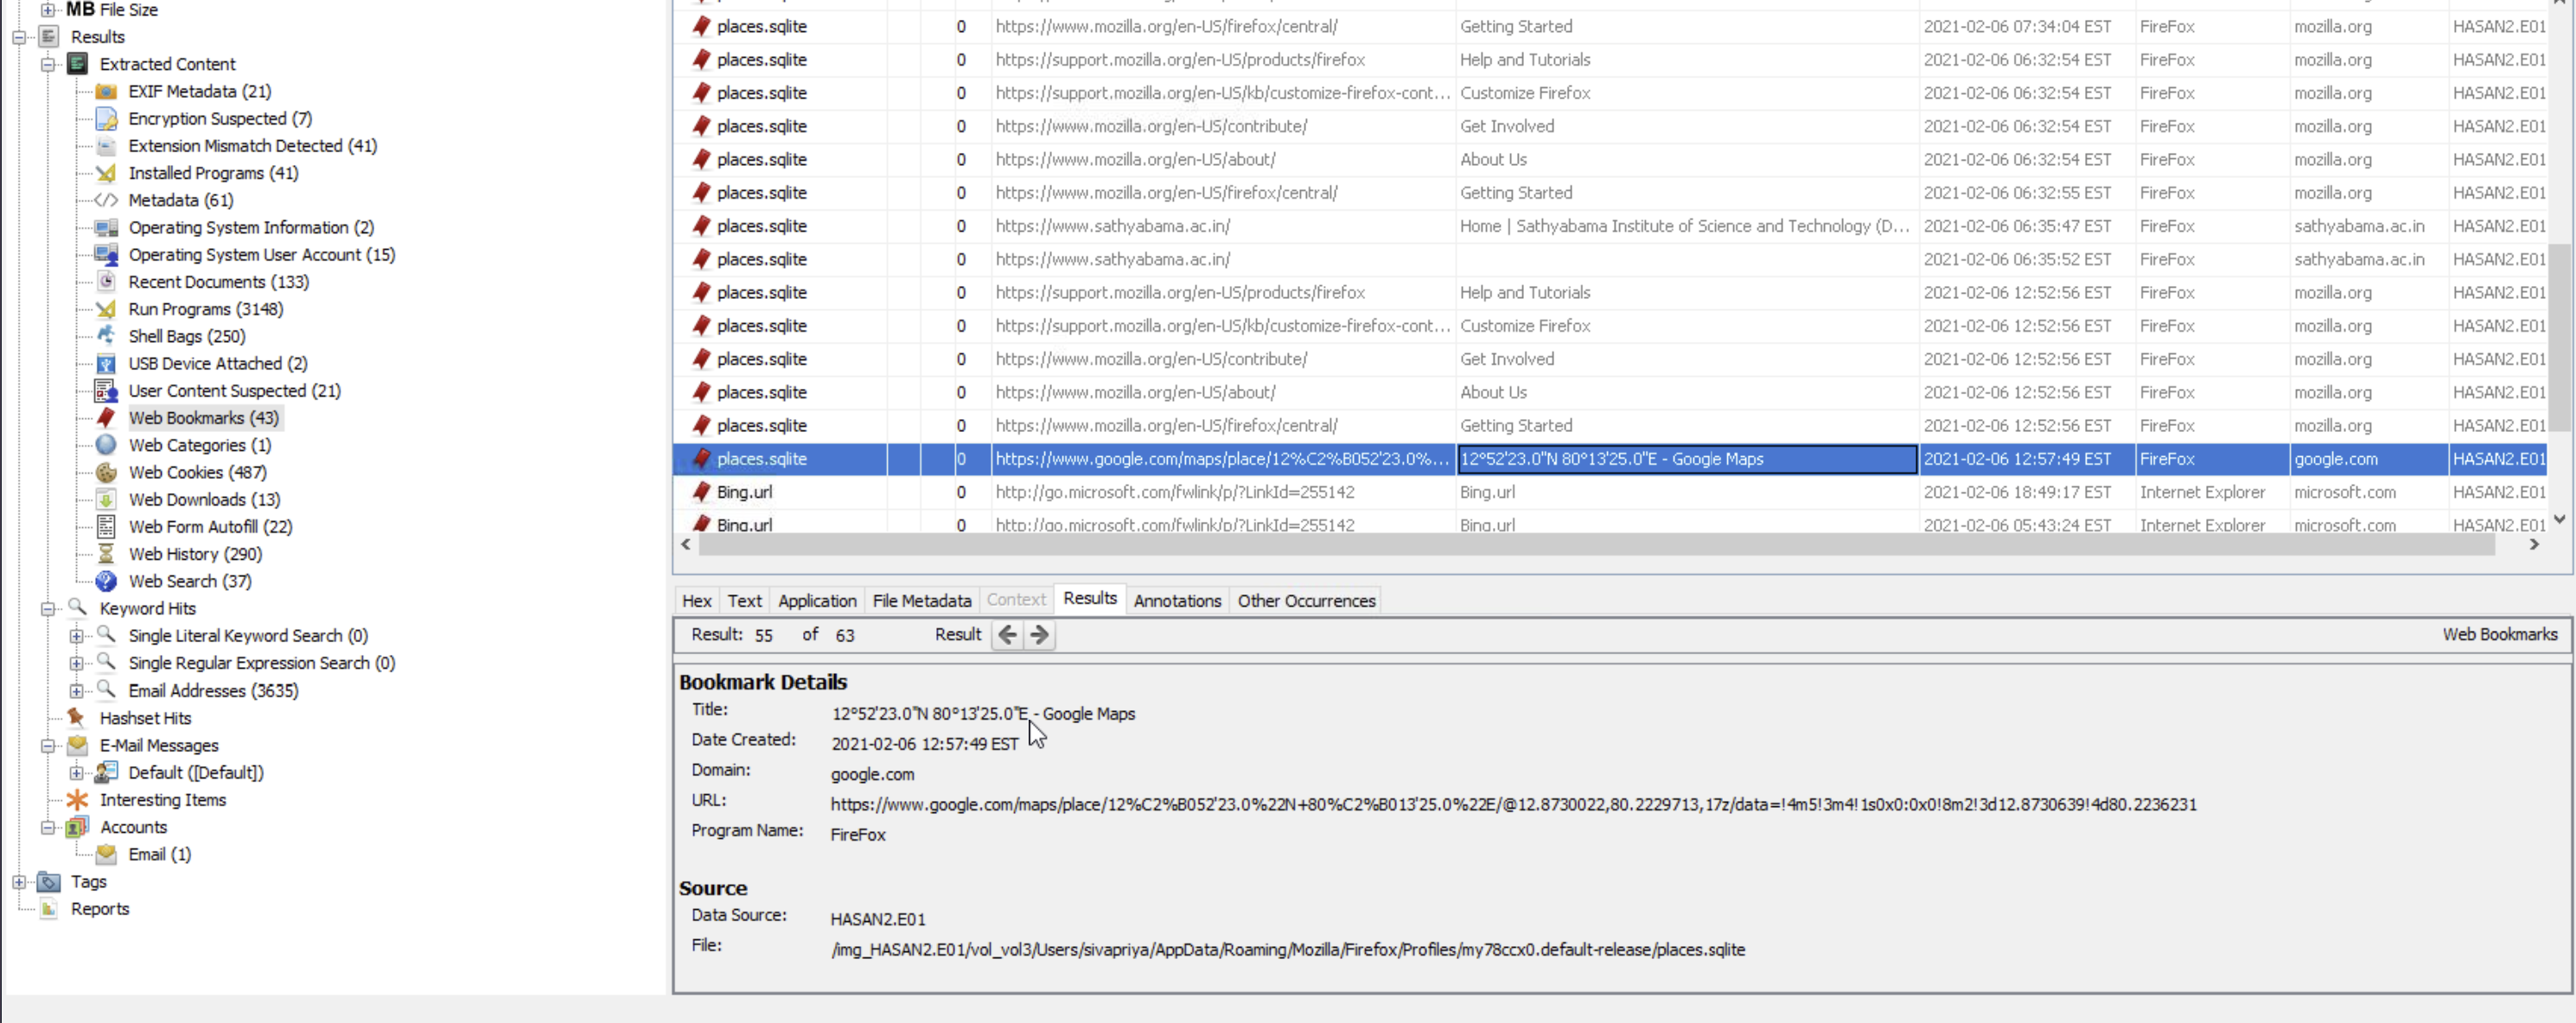 MB File Size
Results
Extracted Content
EXIF Metadata (21)
Encryption Suspected (7)
Extension Mismatch Detected (41)
Installed Programs (41)
Metadata (61)
Operating System Information (2)
Operating System User Account (15)
Recent Documents (133)
Run Programs (3148)
Shell Bags (250)
USB Device Attached (2)
User Content Suspected (21)
Web Bookmarks (43)
Web Categories (1)
Web Cookies (487)
Web Downloads (13)
Web Form Autofill (22)
Web History (290)
Web Search (37)
Keyword Hits
Single Literal Keyword Search (0)
Single Regular Expression Search (0)
Email Addresses (3635)
Hashset Hits
E-Mail Messages
Default ([Default])
Interesting Items
Accounts
Email (1)
Tags
Reports
places.sqlite 0 https://www.mozilla.org/en-US/firefox/central/ Getting Started 2021-02-06 07:34:04 EST FireFox mozilla.org HASAN2.E01
places.sqlite 0 https://support.mozilla.org/en-US/products/firefox Help and Tutorials 2021-02-06 06:32:54 EST FireFox mozilla.org HASAN2.E01
places.sqlite 0 https://support.mozilla.org/en-US/kb/customize-firefox-cont... Customize Firefox 2021-02-06 06:32:54 EST FireFox mozilla.org HASAN2.E01
places.sqlite 0 https://www.mozilla.org/en-US/contribute/ Get Involved 2021-02-06 06:32:54 EST FireFox mozilla.org HASAN2.E01
places.sqlite 0 https://www.mozilla.org/en-US/about/ About Us 2021-02-06 06:32:54 EST FireFox mozilla.org HASAN2.E01
places.sqlite 0 https://www.mozilla.org/en-US/firefox/central/ Getting Started 2021-02-06 06:32:55 EST FireFox mozilla.org HASAN2.E01
places.sqlite 0 https://www.sathyabama.ac.in/ Home | Sathyabama Institute of Science and Technology (D... 2021-02-06 06:35:47 EST FireFox sathyabama.ac.in HASAN2.E01
places.sqlite 0 https://www.sathyabama.ac.in/ 2021-02-06 06:35:52 EST FireFox sathyabama.ac.in HASAN2.E01
places.sqlite 0 https://support.mozilla.org/en-US/products/firefox Help and Tutorials 2021-02-06 12:52:56 EST FireFox mozilla.org HASAN2.E01
places.sqlite 0 https://support.mozilla.org/en-US/kb/customize-firefox-cont... Customize Firefox 2021-02-06 12:52:56 EST FireFox mozilla.org HASAN2.E01
places.sqlite 0 https://www.mozilla.org/en-US/contribute/ Get Involved 2021-02-06 12:52:56 EST FireFox mozilla.org HASAN2.E01
places.sqlite 0 https://www.mozilla.org/en-US/about/ About Us 2021-02-06 12:52:56 EST FireFox mozilla.org HASAN2.E01
places.sqlite 0 https://www.mozilla.org/en-US/firefox/central/ Getting Started 2021-02-06 12:52:56 EST FireFox mozilla.org HASAN2.E01
places.sqlite 0 https://www.google.com/maps/place/12%C2%B052'23.0%... 12°52'23.0"N 80°13'25.0"E - Google Maps 2021-02-06 12:57:49 EST FireFox google.com HASAN2.E01
Bing.url 0 http://go.microsoft.com/fwlink/p/?LinkId=255142 Bing.url 2021-02-06 18:49:17 EST Internet Explorer microsoft.com HASAN2.E01
Bing.url 0 http://go.microsoft.com/fwlink/p/?LinkId=255142 Bing.url 2021-02-06 05:43:24 EST Internet Explorer microsoft.com HASAN2.E01
Hex Text Application File Metadata Context Results Annotations Other Occurrences
Result: 55 of 63 Result Web Bookmarks
Bookmark Details
Title: 12°52'23.0"N 80°13'25.0"E - Google Maps
Date Created: 2021-02-06 12:57:49 EST
Domain: google.com
URL: https://www.google.com/maps/place/12%C2%B052'23.0%22N+80%C2%B013'25.0%22E/@12.8730022,80.2229713,17z/data=!4m5!3m4!1s0x0:0x0!8m2!3d12.8730639!4d80.2236231
Program Name: FireFox
Source
Data Source: HASAN2.E01
File: /img_HASAN2.E01/vol_vol3/Users/sivapriya/AppData/Roaming/Mozilla/Firefox/Profiles/my78ccx0.default-release/places.sqlite